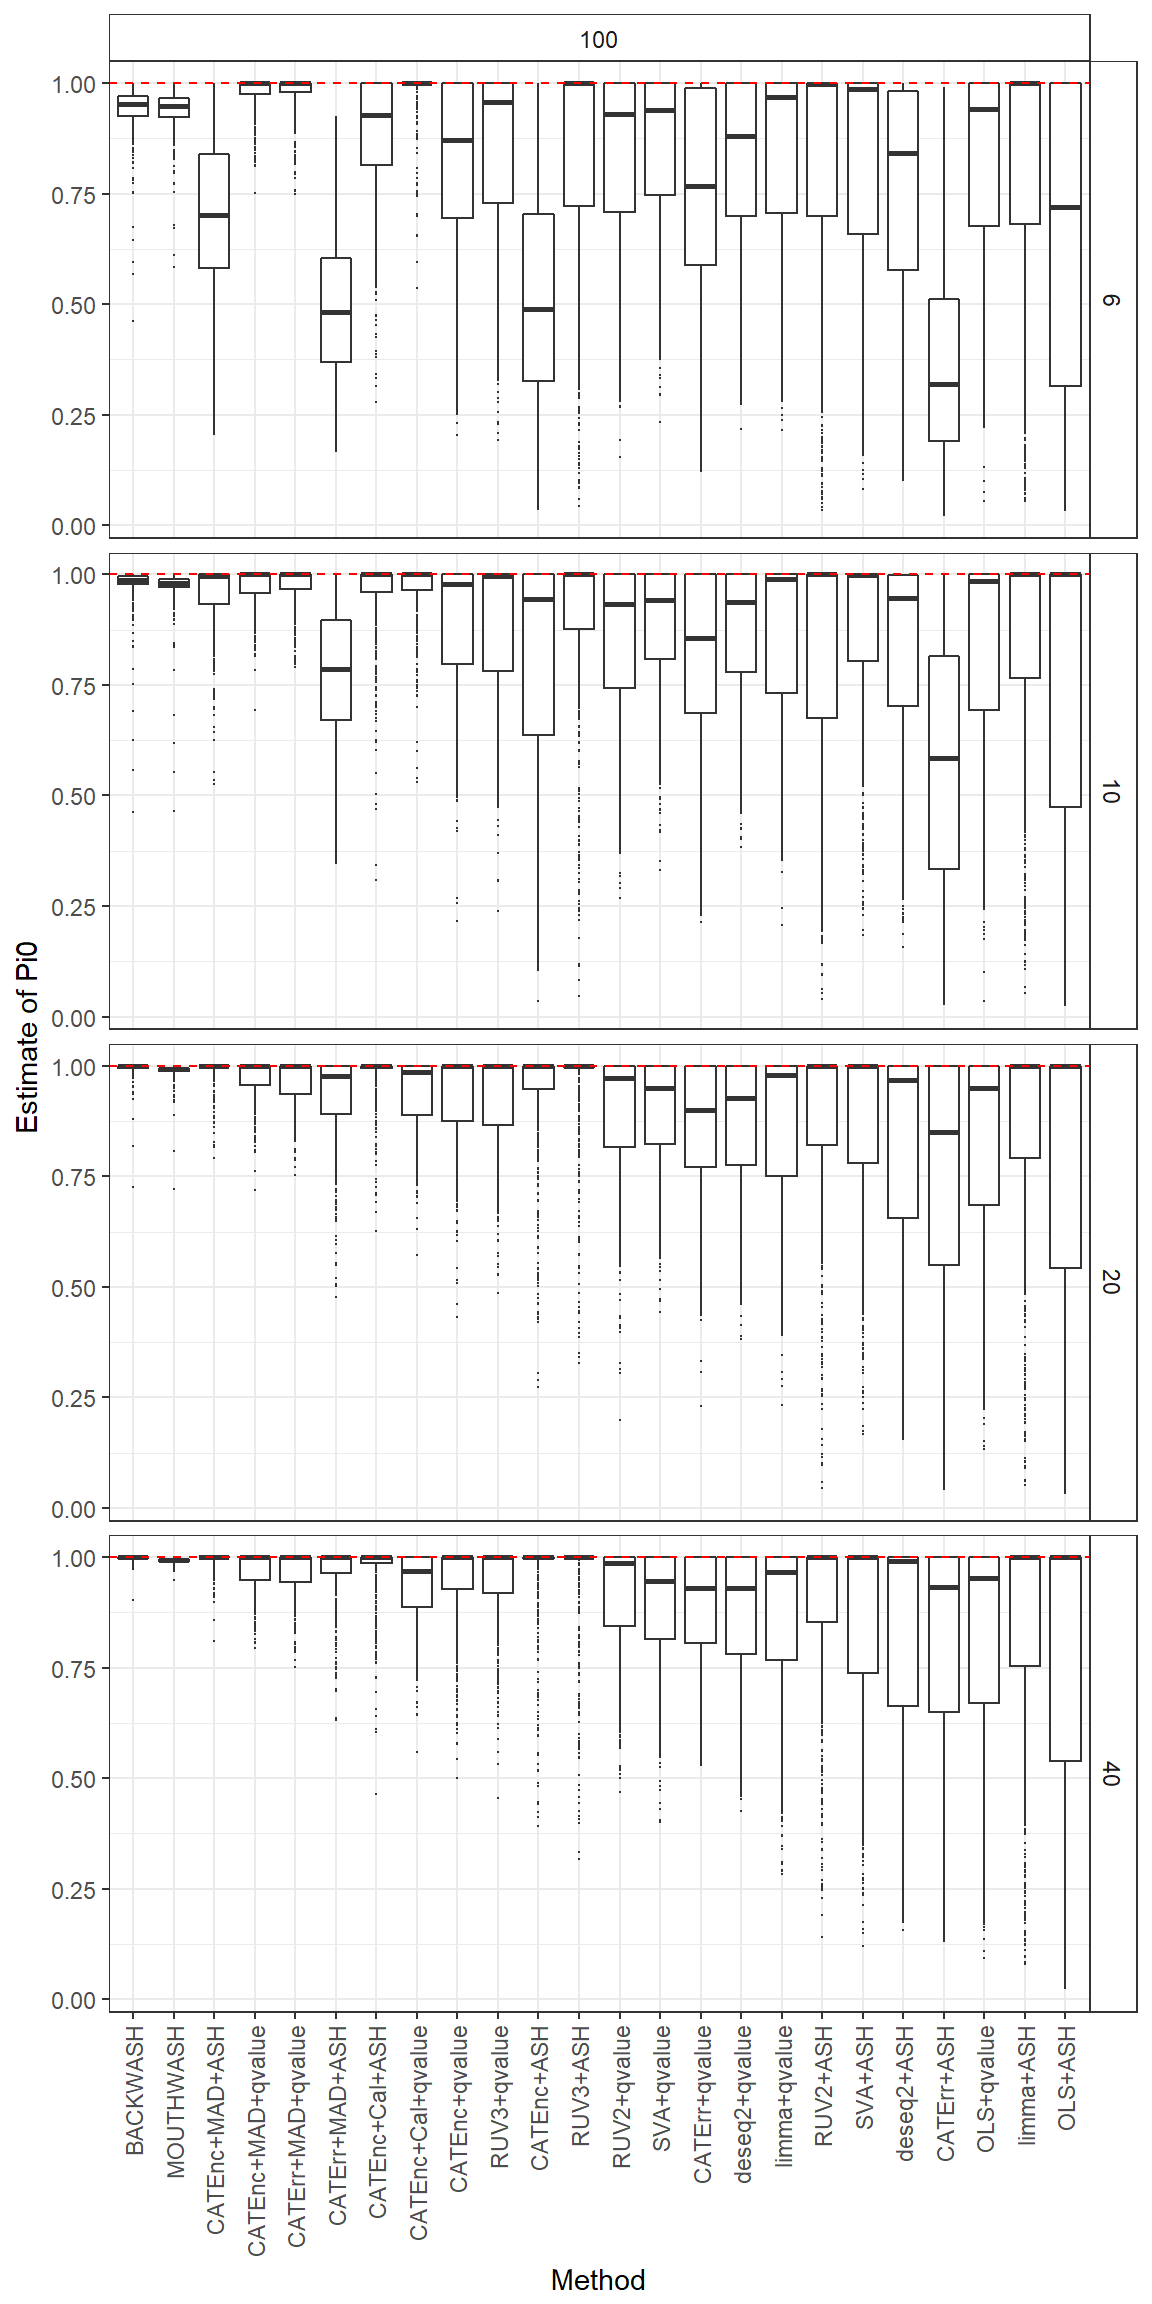 100
1.00
0.75
0.50
0.25
0.00
6
1.00
0.75
0.50
0.25
0.00
10
1.00
0.75
0.50
0.25
0.00
20
1.00
0.75
0.50
0.25
0.00
40
Estimate of Pi0
BACKWASH
MOUTHWASH
CATEnc+MAD+ASH
CATEnc+MAD+qvalue
CATErr+MAD+qvalue
CATErr+MAD+ASH
CATEnc+Cal+ASH
CATEnc+Cal+qvalue
CATEnc+qvalue
RUV3+qvalue
CATEnc+ASH
RUV3+ASH
RUV2+qvalue
SVA+qvalue
CATErr+qvalue
deseq2+qvalue
limma+qvalue
RUV2+ASH
SVA+ASH
deseq2+ASH
CATErr+ASH
OLS+qvalue
limma+ASH
OLS+ASH
Method